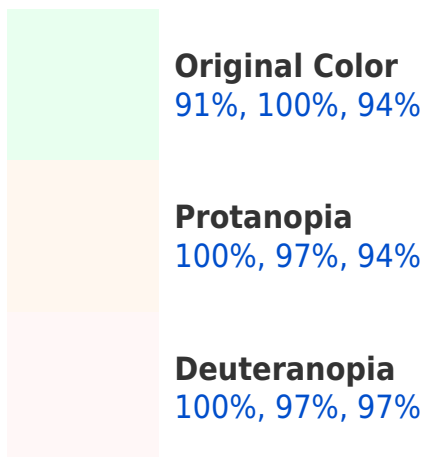 Original Color
91%, 100%, 94%
Protanopia
100%, 97%, 94%
Deuteranopia
100%, 97%, 97%